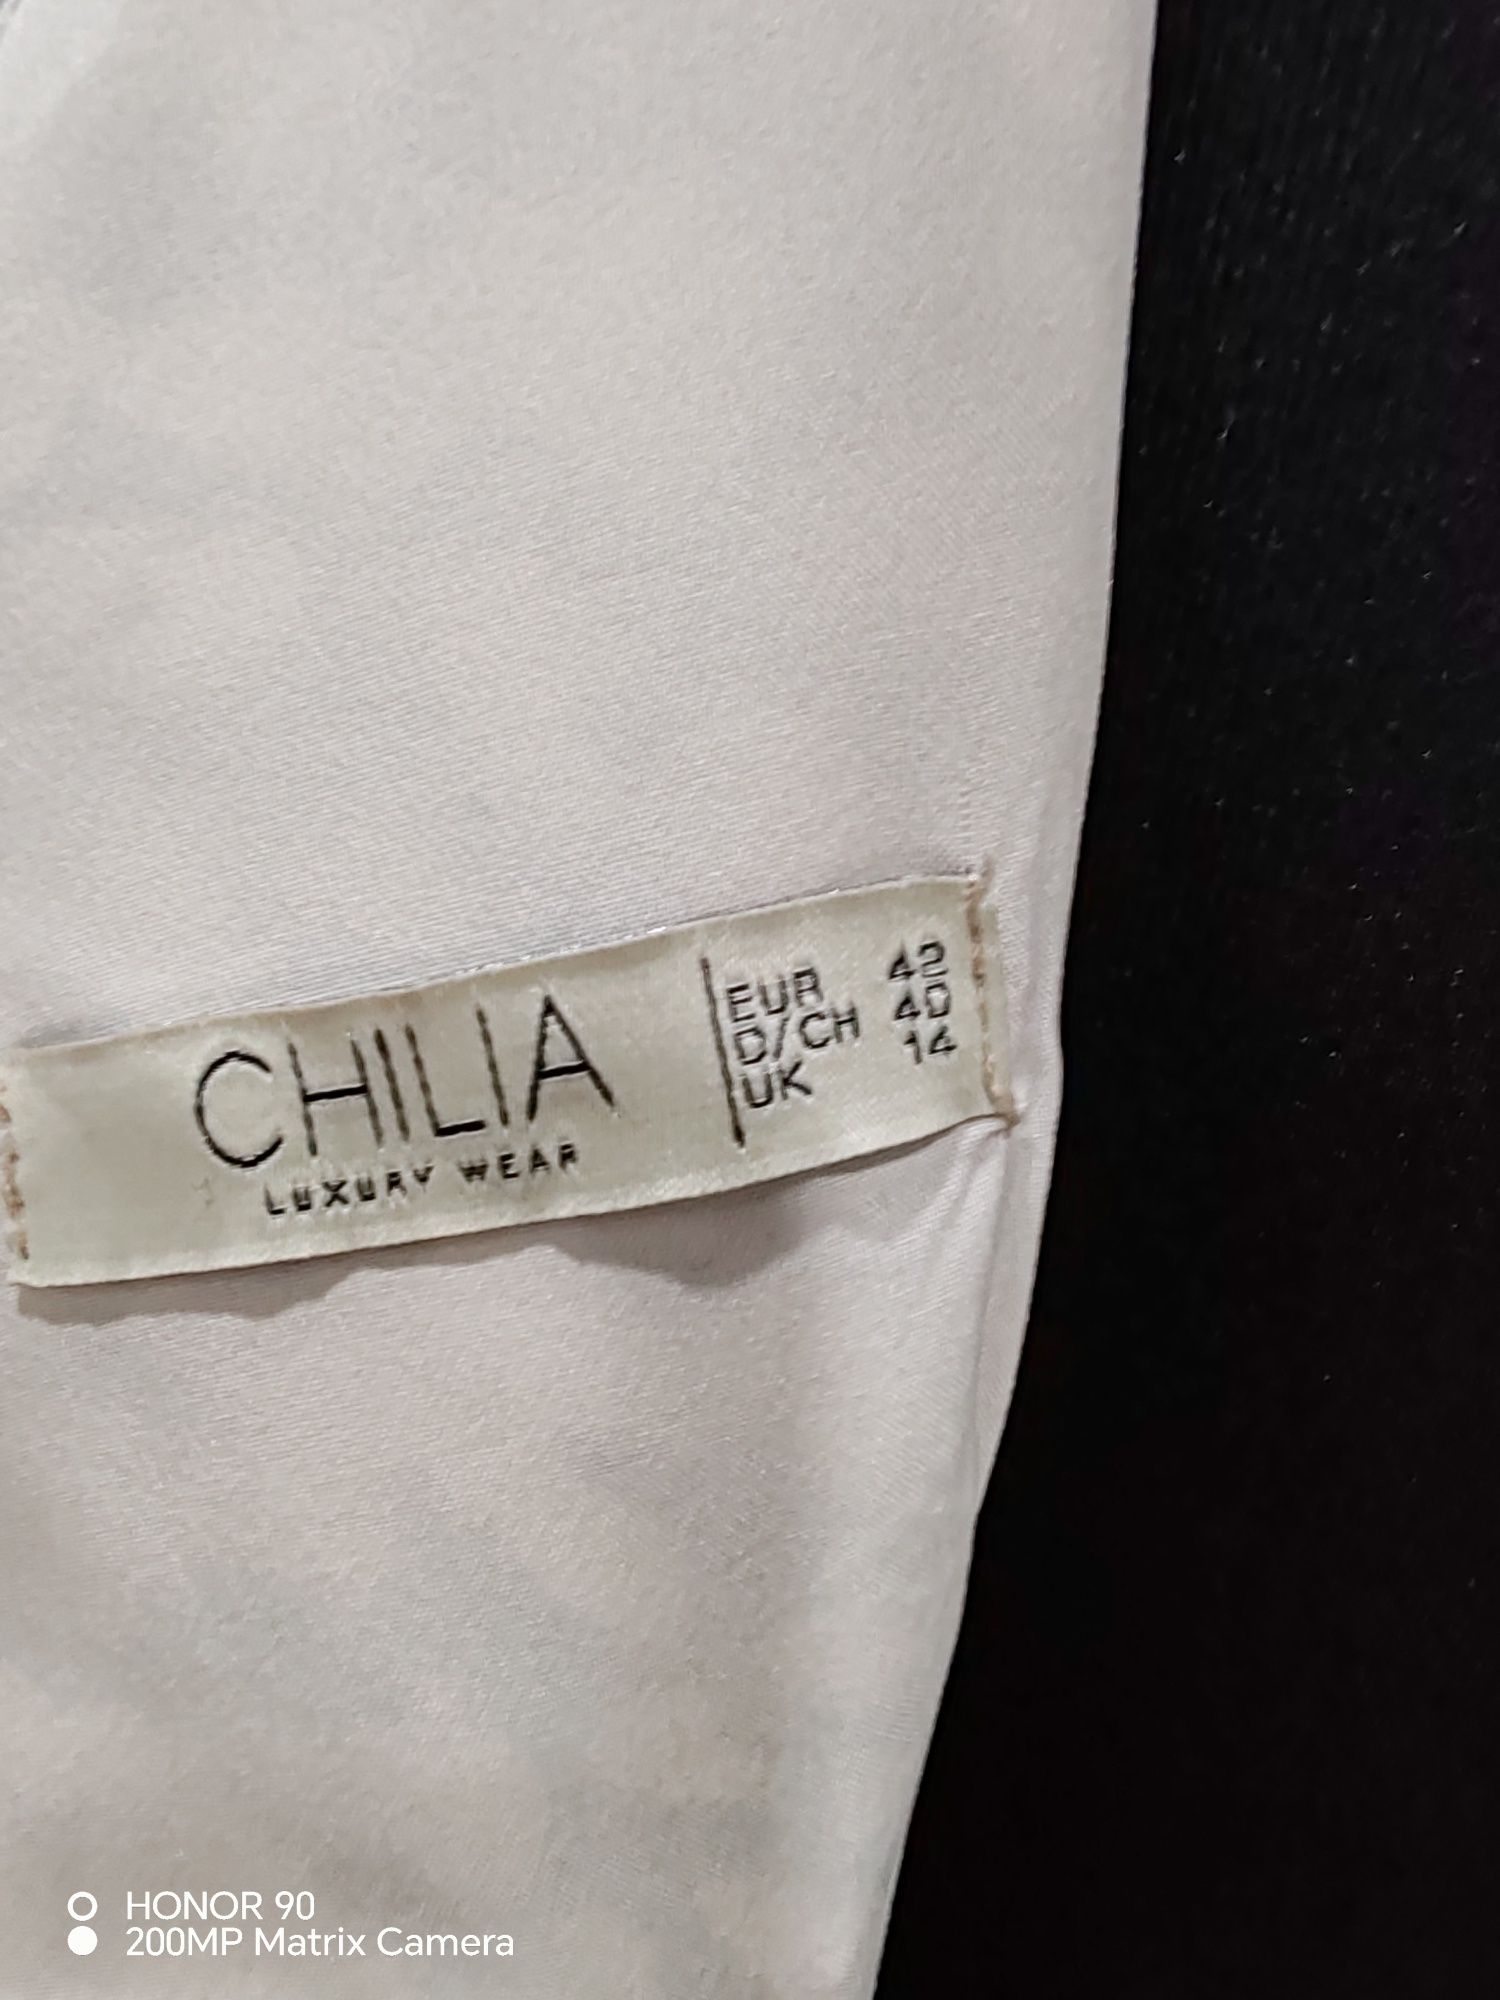 CHILIA
LUXURY WEAR
EUR 42
D/CH 40
UK 14
HONOR 90
200MP Matrix Camera